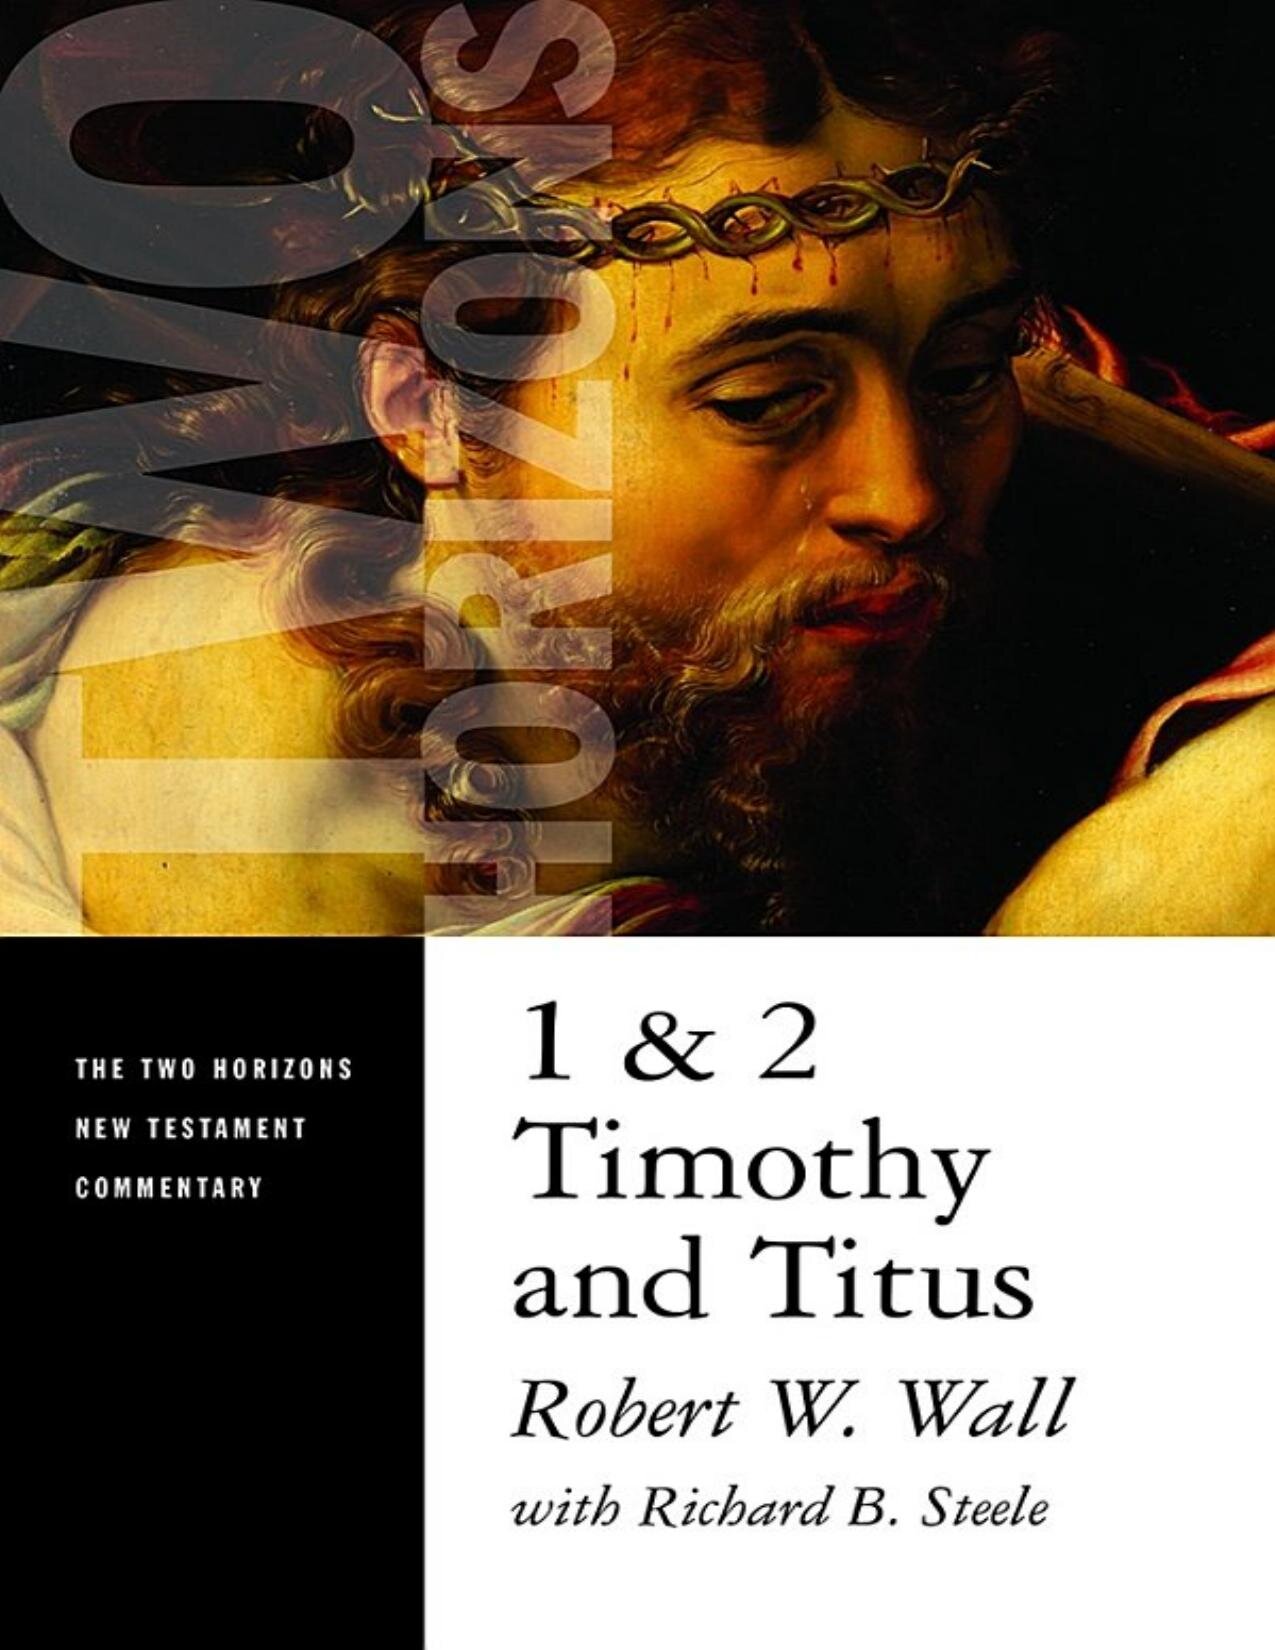 TWO
HORIZONS
THE TWO HORIZONS
NEW TESTAMENT
COMMENTARY
1 & 2
Timothy
and Titus
Robert W. Wall
with Richard B. Steele